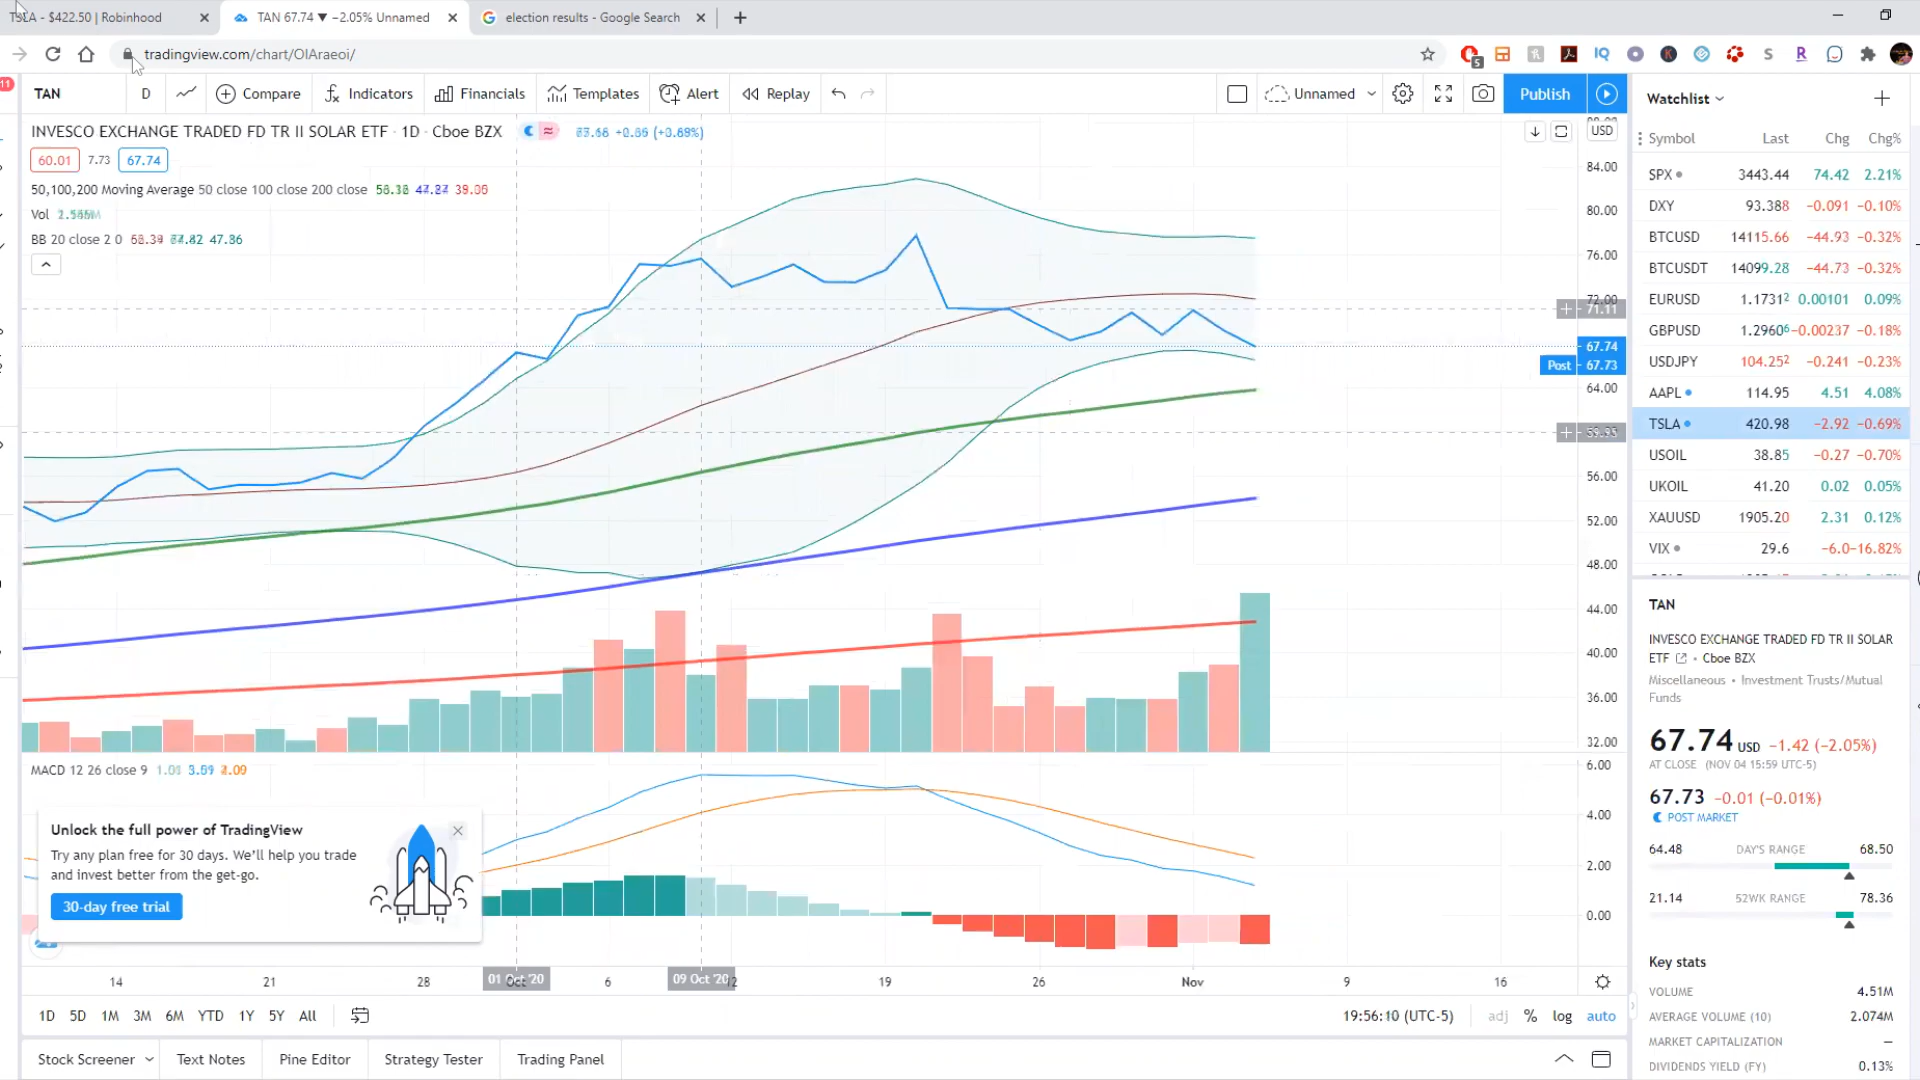 TSLA - $422.50 | Robinhood
TAN 67.74 ▼ −2.05% Unnamed
election results - Google Search
tradingview.com/chart/OIAraeoi/
5
11
TAN D Compare Indicators Financials Templates Alert Replay Unnamed Publish
INVESCO EXCHANGE TRADED FD TR II SOLAR ETF · 1D · Cboe BZX
60.01 7.73 67.74
50,100,200 Moving Average 50 close 100 close 200 close
Vol
BB 20 close 2 0 47.86
USD
84.00
80.00
76.00
72.00
71.11
67.74
Post 67.73
64.00
56.00
52.00
48.00
44.00
40.00
36.00
32.00
MACD 12 26 close 9
6.00
4.00
2.00
0.00
Unlock the full power of TradingView
Try any plan free for 30 days. We'll help you trade
and invest better from the get-go.
30-day free trial
14 21 28 01 Oct '20 6 09 Oct '20 12 19 26 Nov 9 16
1D 5D 1M 3M 6M YTD 1Y 5Y All
19:56:10 (UTC-5) adj % log auto
Stock Screener Text Notes Pine Editor Strategy Tester Trading Panel
Watchlist
Symbol Last Chg Chg%
SPX 3443.44 74.42 2.21%
DXY 93.388 −0.091 −0.10%
BTCUSD 14115.66 −44.93 −0.32%
BTCUSDT 14099.28 −44.73 −0.32%
EURUSD 1.17312 0.00101 0.09%
GBPUSD 1.29606 −0.00237 −0.18%
USDJPY 104.252 −0.241 −0.23%
AAPL 114.95 4.51 4.08%
TSLA 420.98 −2.92 −0.69%
USOIL 38.85 −0.27 −0.70%
UKOIL 41.20 0.02 0.05%
XAUUSD 1905.20 2.31 0.12%
VIX 29.6 −6.0 −16.82%
TAN
INVESCO EXCHANGE TRADED FD TR II SOLAR
ETF • Cboe BZX
Miscellaneous • Investment Trusts/Mutual
Funds
67.74 USD −1.42 (−2.05%)
AT CLOSE (NOV 04 15:59 UTC-5)
67.73 −0.01 (−0.01%)
POST MARKET
64.48 DAY'S RANGE 68.50
21.14 52WK RANGE 78.36
Key stats
VOLUME 4.51M
AVERAGE VOLUME (10) 2.074M
MARKET CAPITALIZATION —
DIVIDENDS YIELD (FY) 0.13%